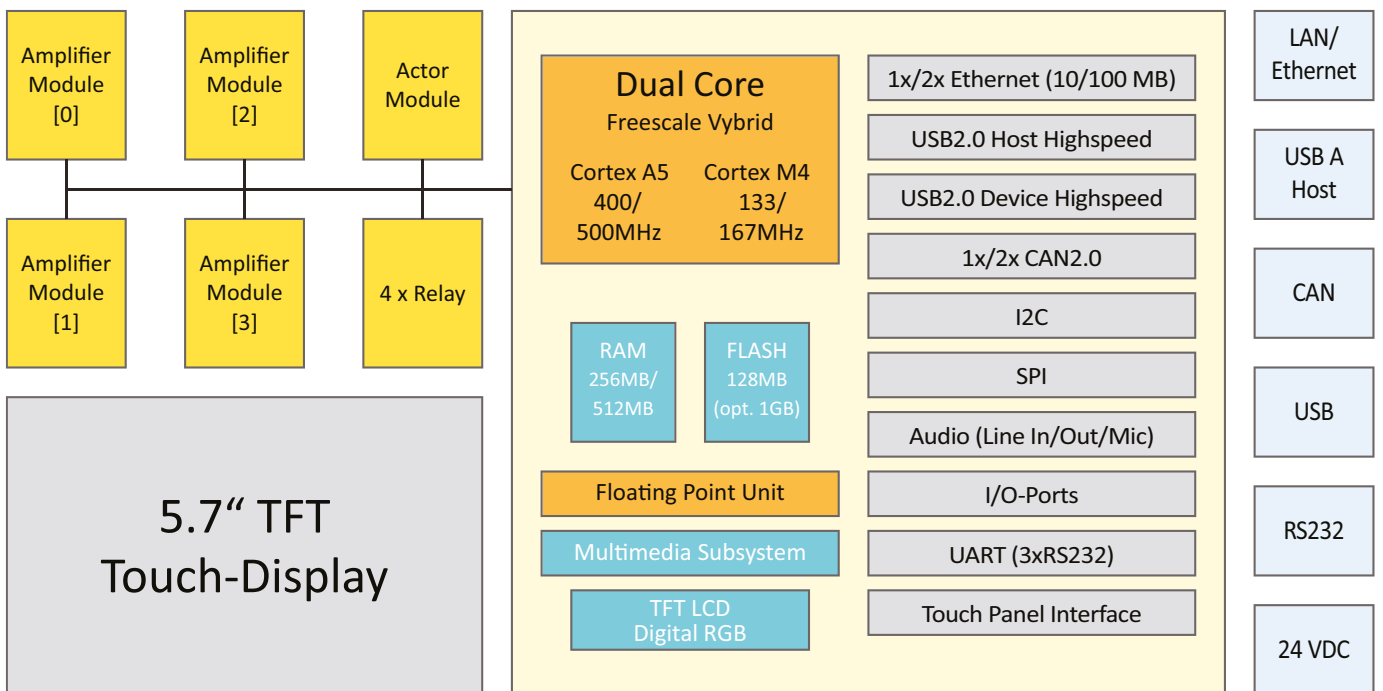 Amplifier
Module
[0]
Amplifier
Module
[2]
Actor
Module
Amplifier
Module
[1]
Amplifier
Module
[3]
4 x Relay
5.7“ TFT
Touch-Display
Dual Core
Freescale Vybrid
Cortex A5
400/
500MHz
Cortex M4
133/
167MHz
RAM
256MB/
512MB
FLASH
128MB
(opt. 1GB)
Floating Point Unit
Multimedia Subsystem
TFT LCD
Digital RGB
1x/2x Ethernet (10/100 MB)
USB2.0 Host Highspeed
USB2.0 Device Highspeed
1x/2x CAN2.0
I2C
SPI
Audio (Line In/Out/Mic)
I/O-Ports
UART (3xRS232)
Touch Panel Interface
LAN/
Ethernet
USB A
Host
CAN
USB
RS232
24 VDC